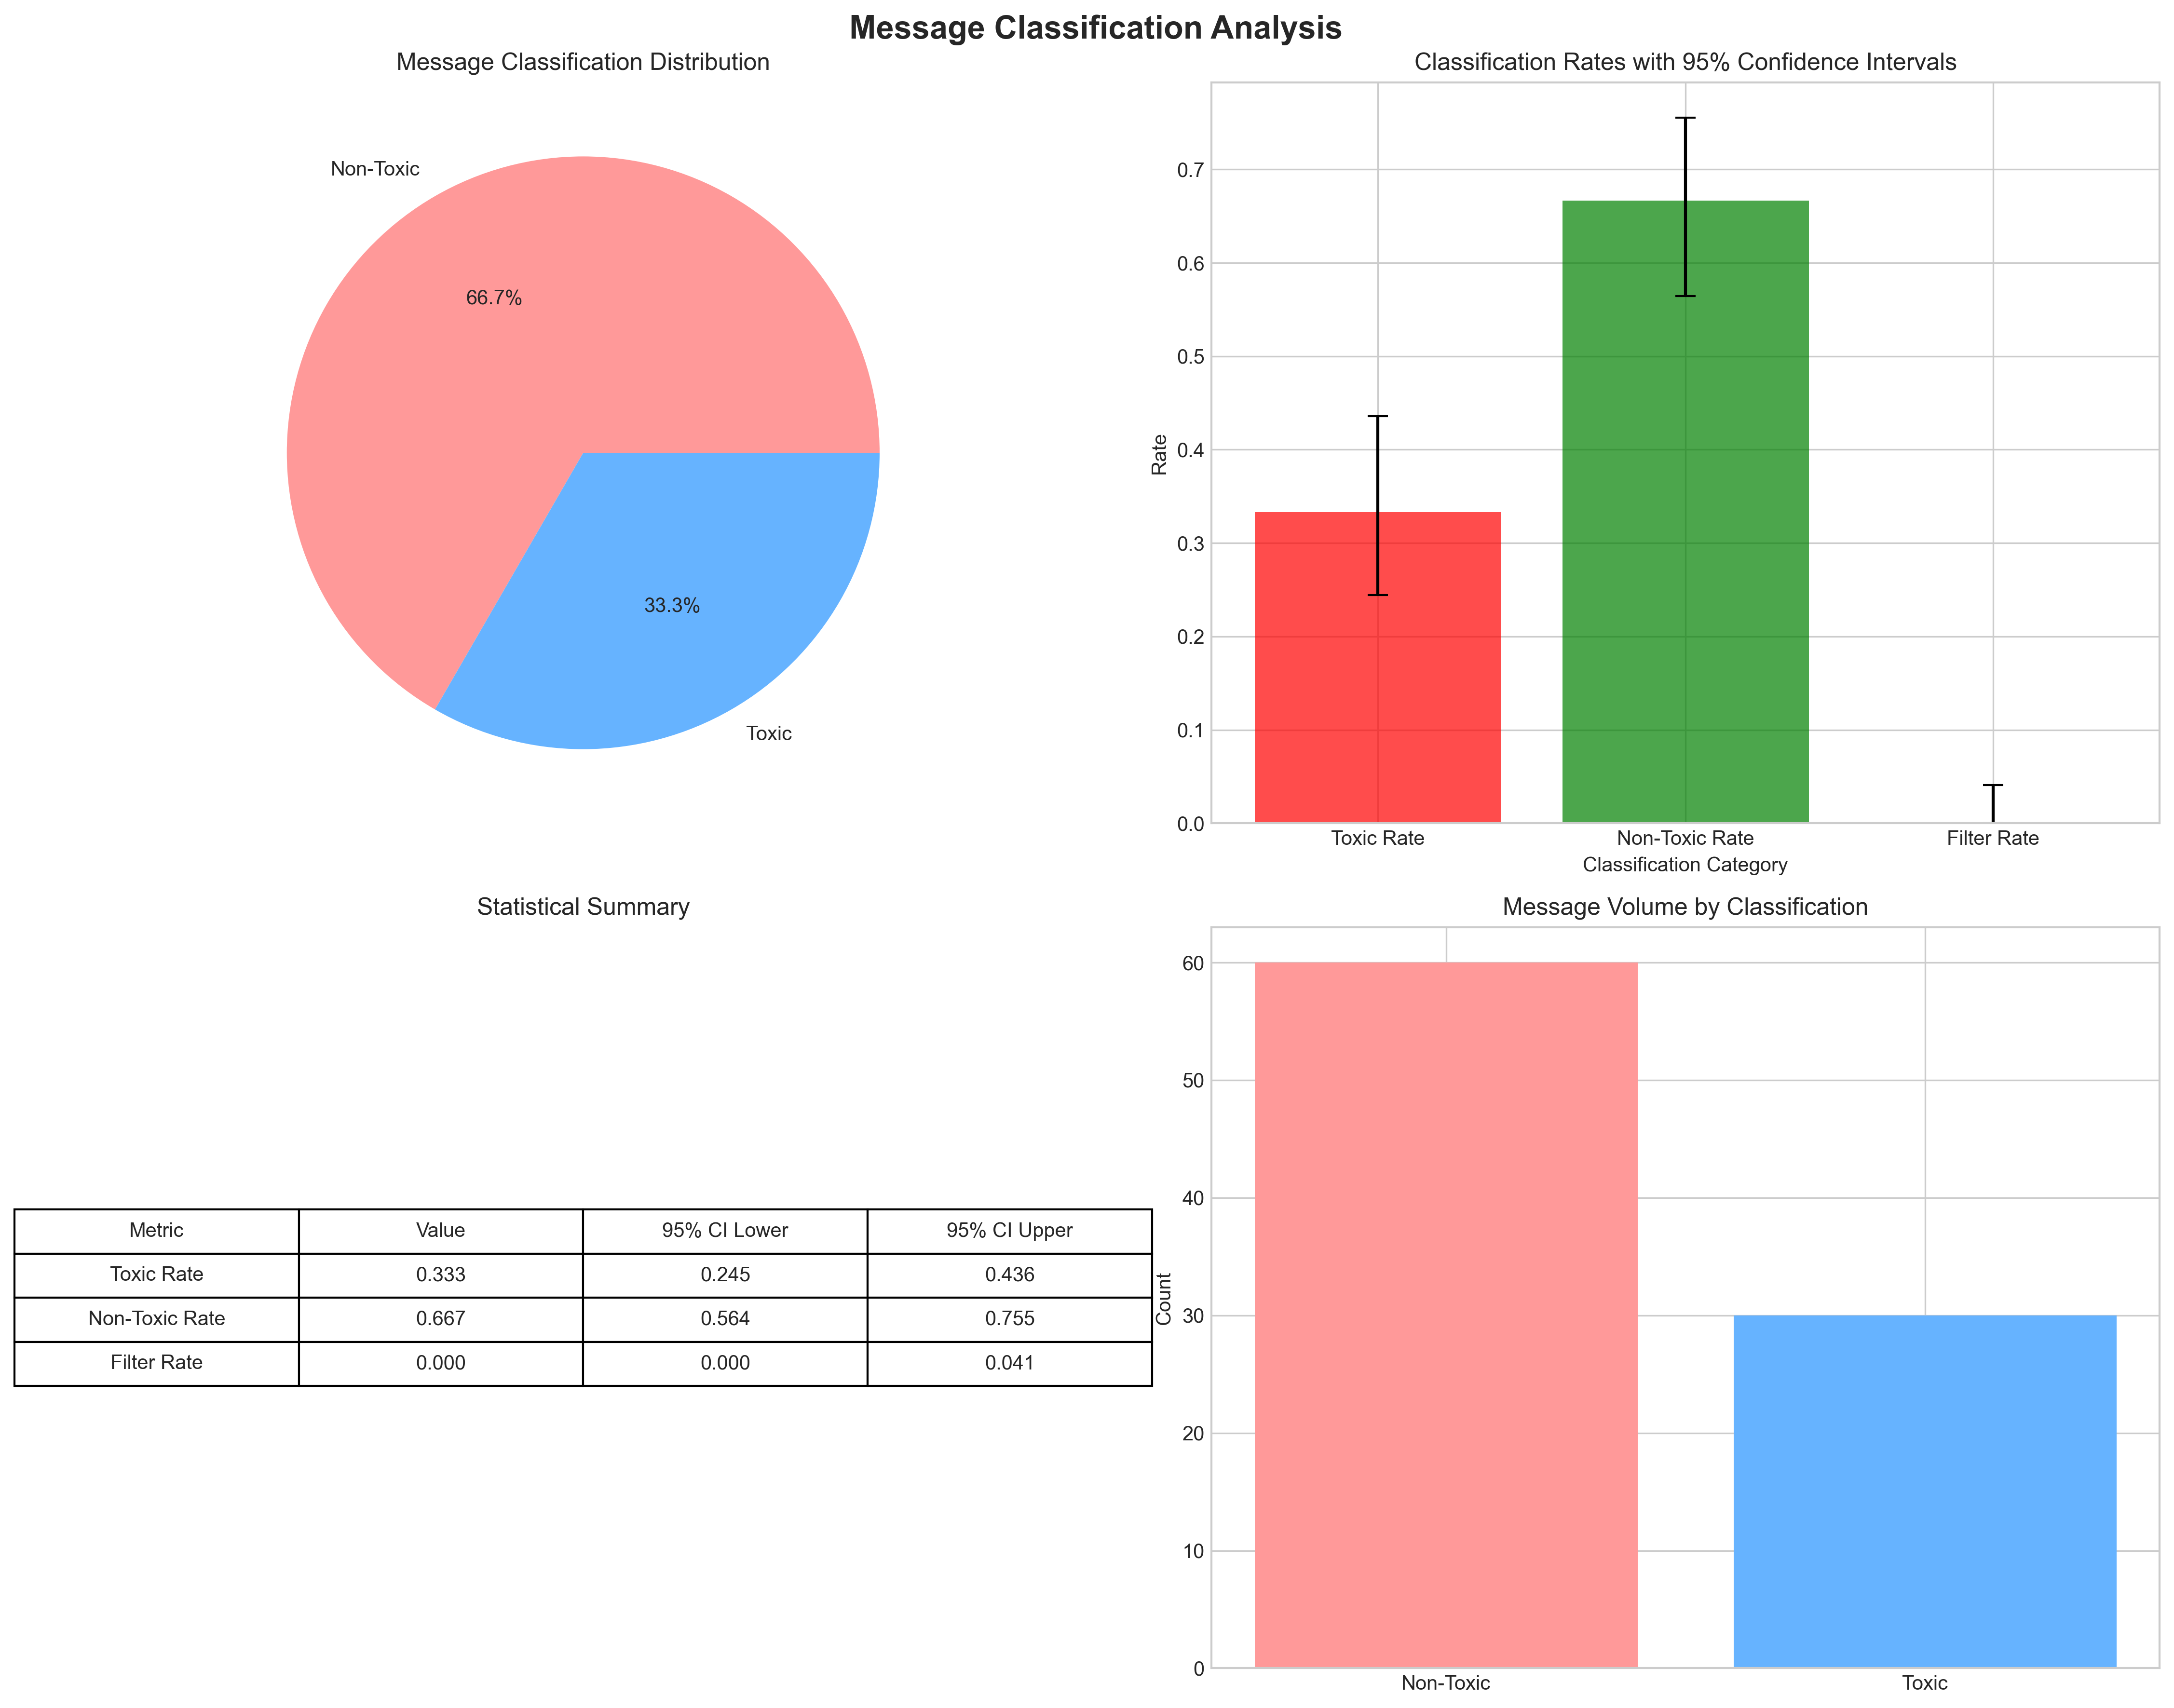 Message Classification Analysis
Message Classification Distribution
Non-Toxic
66.7%
33.3%
Toxic
Classification Rates with 95% Confidence Intervals
Rate
0.7
0.6
0.5
0.4
0.3
0.2
0.1
0.0
Toxic Rate Non-Toxic Rate Filter Rate
Classification Category
Statistical Summary
Metric Value 95% CI Lower 95% CI Upper
Toxic Rate 0.333 0.245 0.436
Non-Toxic Rate 0.667 0.564 0.755
Filter Rate 0.000 0.000 0.041
Message Volume by Classification
Count
60
50
40
30
20
10
0
Non-Toxic Toxic